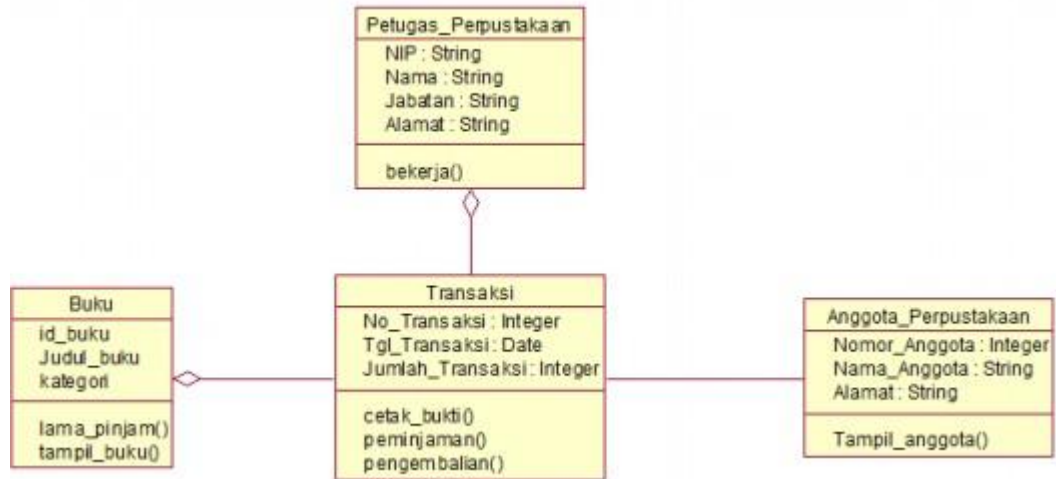 Petugas_Perpustakaan
NIP : String
Nama : String
Jabatan : String
Alamat : String
bekerja()
Buku
id_buku
Judul_buku
kategori
lama_pinjam()
tampil_buku()
Transaksi
No_Transaksi : Integer
Tgl_Transaksi : Date
Jumlah_Transaksi : Integer
cetak_bukti()
peminjaman()
pengembalian()
Anggota_Perpustakaan
Nomor_Anggota : Integer
Nama_Anggota : String
Alamat : String
Tampil_anggota()